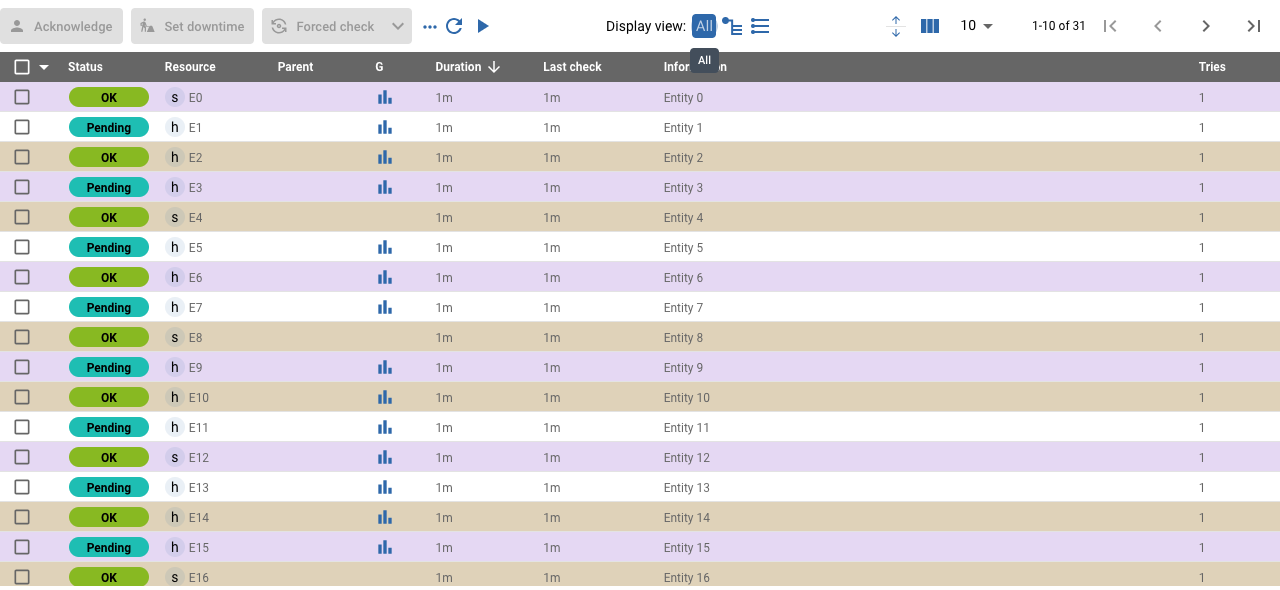 Acknowledge Set downtime Forced check Display view: All 10 1-10 of 31
All
Status Resource Parent G Duration Last check Tries
OK s E0 1m 1m Entity 0 1
Pending h E1 1m 1m Entity 1 1
OK h E2 1m 1m Entity 2 1
Pending h E3 1m 1m Entity 3 1
OK s E4 1m 1m Entity 4 1
Pending h E5 1m 1m Entity 5 1
OK h E6 1m 1m Entity 6 1
Pending h E7 1m 1m Entity 7 1
OK s E8 1m 1m Entity 8 1
Pending h E9 1m 1m Entity 9 1
OK h E10 1m 1m Entity 10 1
Pending h E11 1m 1m Entity 11 1
OK s E12 1m 1m Entity 12 1
Pending h E13 1m 1m Entity 13 1
OK h E14 1m 1m Entity 14 1
Pending h E15 1m 1m Entity 15 1
OK s E16 1m 1m Entity 16 1